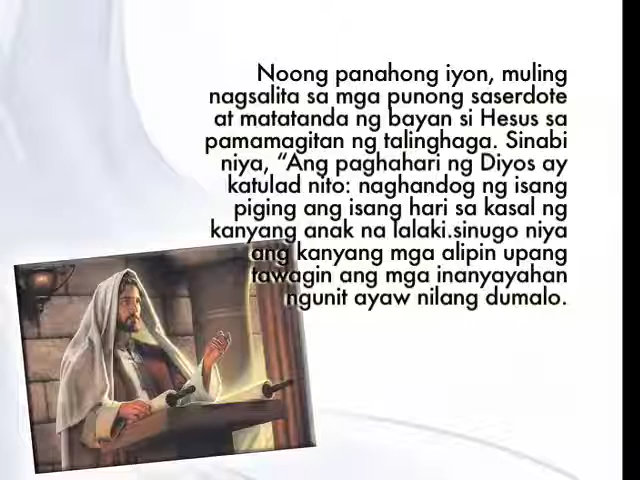 Noong panahong iyon, muling
nagsalita sa mga punong saserdote
at matatanda ng bayan si Hesus sa
pamamagitan ng talinghaga. Sinabi
niya, “Ang paghahari ng Diyos ay
katulad nito: naghandog ng isang
piging ang isang hari sa kasal ng
kanyang anak na lalaki.sinugo niya
ang kanyang mga alipin upang
tawagin ang mga inanyayahan
ngunit ayaw nilang dumalo.